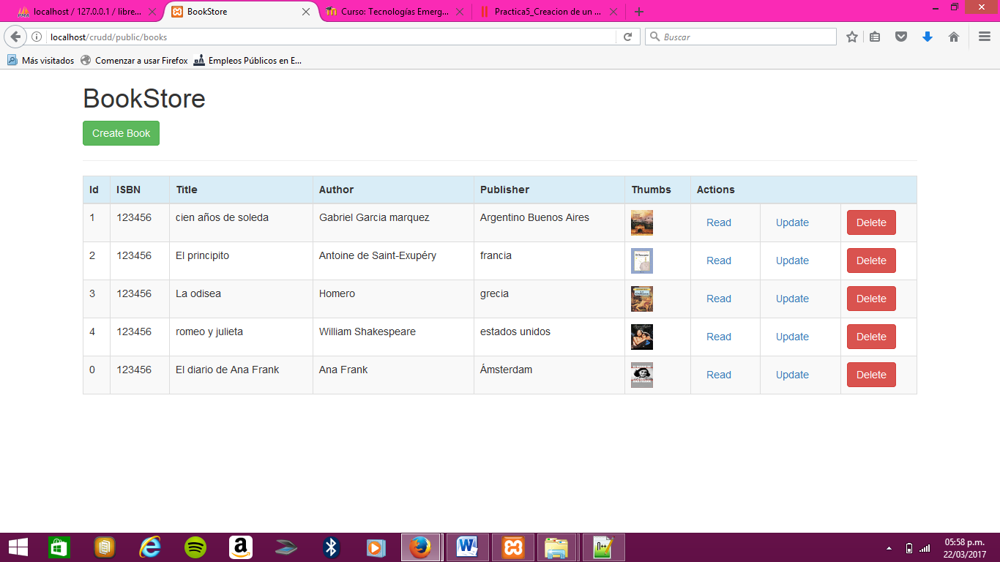 localhost / 127.0.0.1 / libre... BookStore Curso: Tecnologías Emerg... Practica5_Creacion de un ...
localhost/crudd/public/books Buscar
Más visitados Comenzar a usar Firefox Empleos Públicos en E...
BookStore
Create Book
Id ISBN Title Author Publisher Thumbs Actions
1 123456 cien años de soleda Gabriel Garcia marquez Argentino Buenos Aires Read Update Delete
2 123456 El principito Antoine de Saint-Exupéry francia Read Update Delete
3 123456 La odisea Homero grecia Read Update Delete
4 123456 romeo y julieta William Shakespeare estados unidos Read Update Delete
0 123456 El diario de Ana Frank Ana Frank Ámsterdam Read Update Delete
05:58 p.m.
22/03/2017